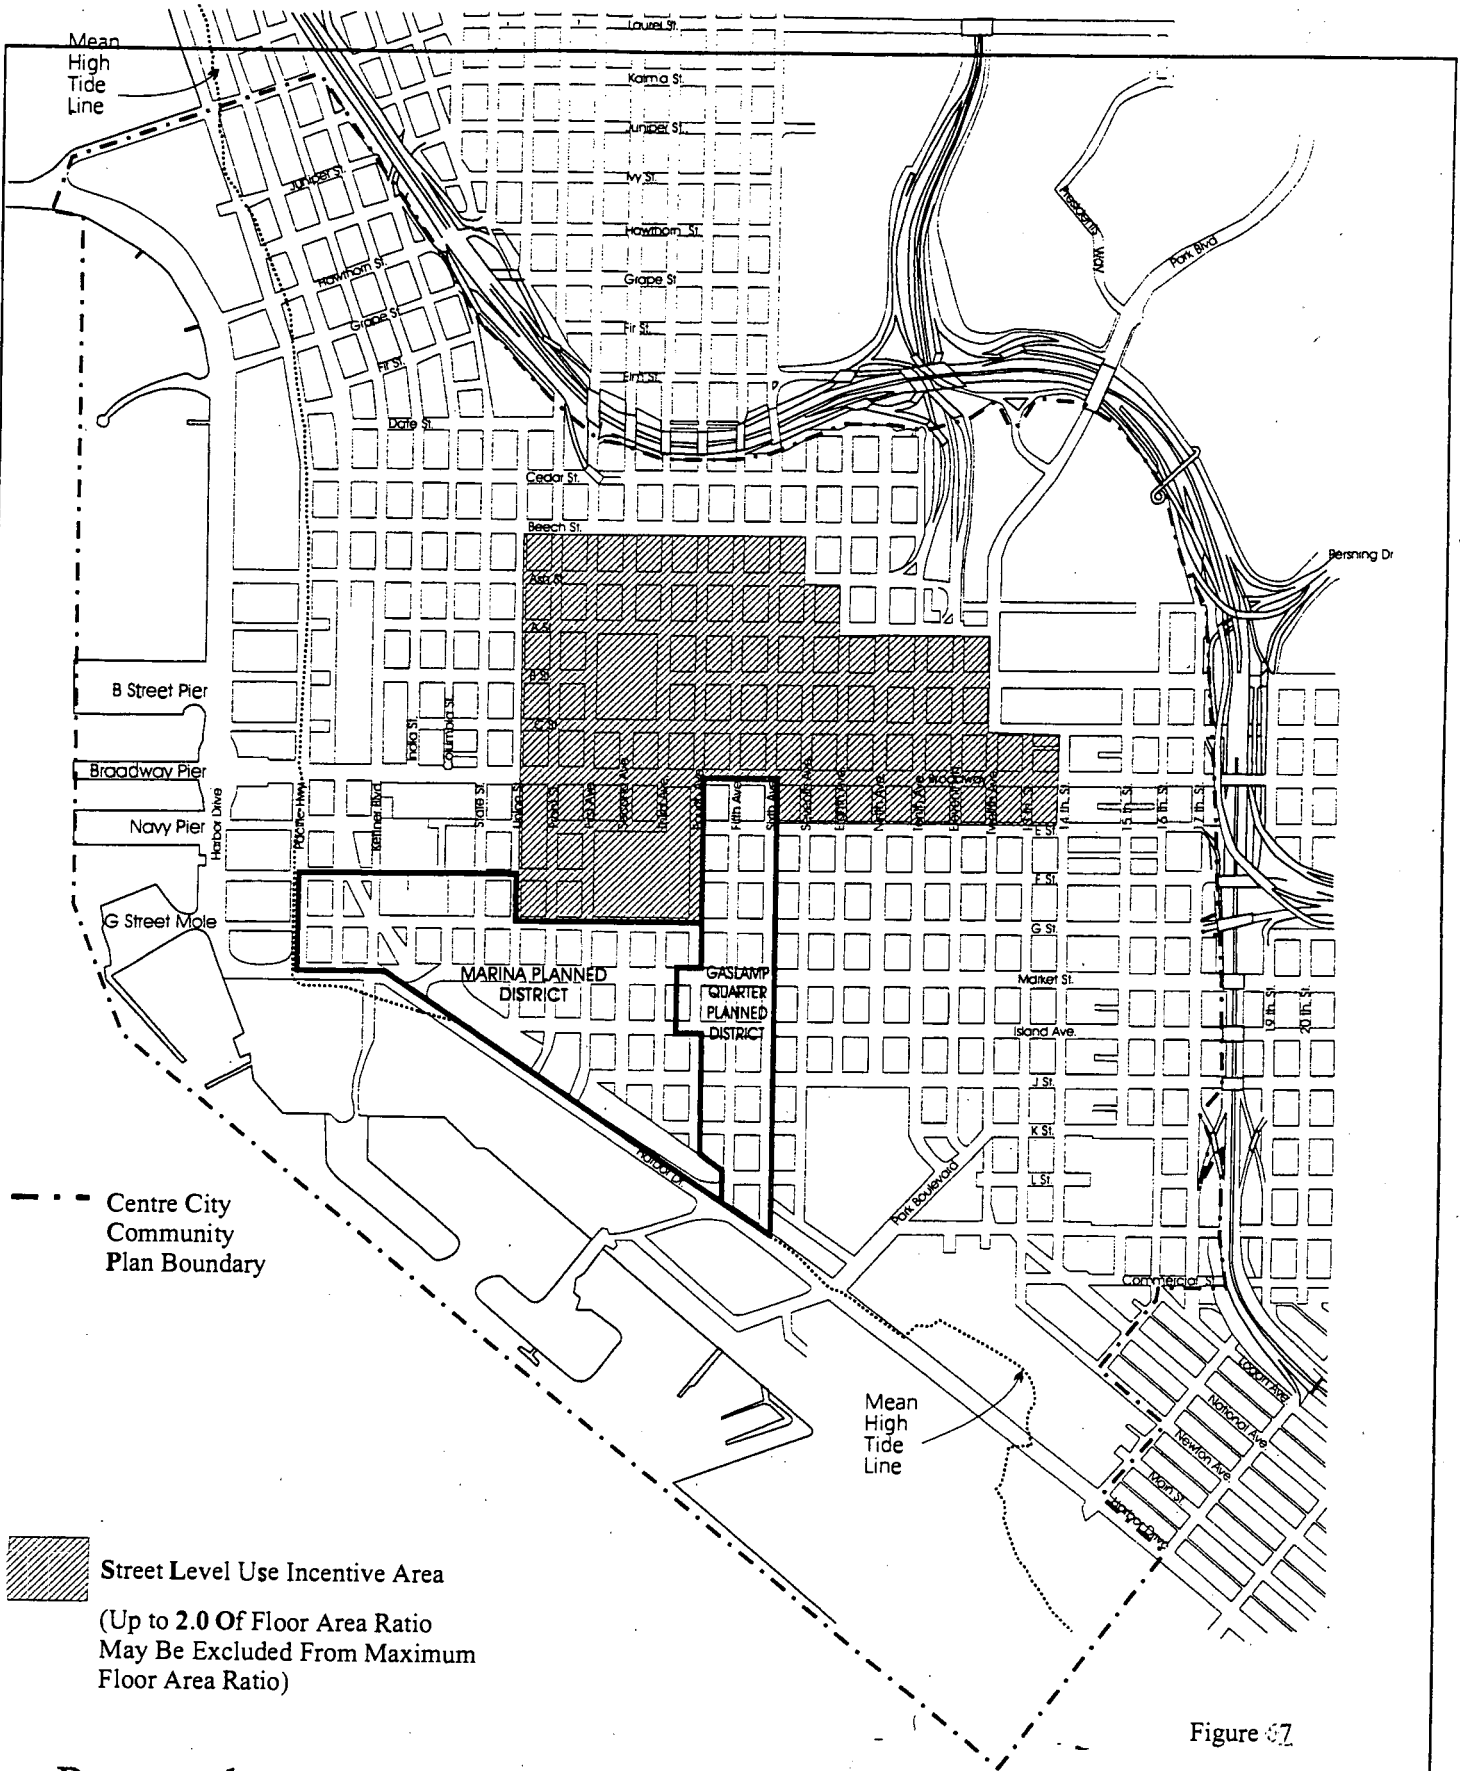 Laurel St.
Mean
High
Tide
Line
Kalmia St.
Juniper St.
Ivy St.
Juniper St.
Presidents Way
Hawthorn St.
Park Blvd
Hawthorn St.
Grape St
Grape St
Fir St.
Fir St.
Elm St.
Date St.
Cedar St.
Beech St.
Pershing Dr
Ash St
A St
B St
B Street Pier
C St
India St
Columbia St.
Broadway Pier
Broadway
Navy Pier
Harbor Drive
Pacific Hwy
Kettner Blvd
State St.
Union St
Front St
First Ave
Second Ave
Third Ave.
Fourth Ave
Fifth Ave
Sixth Ave
Seventh Ave.
Eighth Ave.
Ninth Ave.
Tenth Ave
Eleventh
Twelfth Ave.
13 th. St.
14 th. St.
15 th. St.
16 th. St.
17 th. St.
E St.
F St.
G Street Mole
G St.
MARINA PLANNED
DISTRICT
GASLAMP
QUARTER
PLANNED
DISTRICT
Market St.
19 th. St.
20 th. St.
Island Ave.
J St.
K St.
Harbor Dr.
L St.
Park Boulevard
Centre City
Community
Plan Boundary
Commercial St
Logan Ave.
National Ave.
Newton Ave.
Main St.
Harbor Drive
Mean
High
Tide
Line
Street Level Use Incentive Area
(Up to 2.0 Of Floor Area Ratio
May Be Excluded From Maximum
Floor Area Ratio)
Figure 67